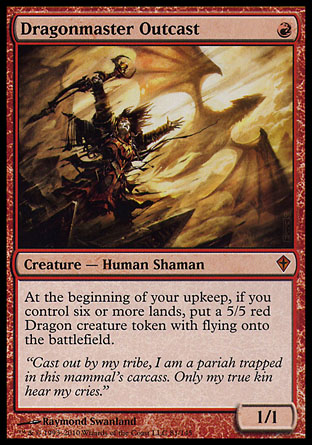 Dragonmaster Outcast
Creature — Human Shaman
At the beginning of your upkeep, if you
control six or more lands, put a 5/5 red
Dragon creature token with flying onto
the battlefield.
"Cast out by my tribe, I am a pariah trapped
in this mammal's carcass. Only my true kin
hear my cries."
1/1
Raymond Swanland